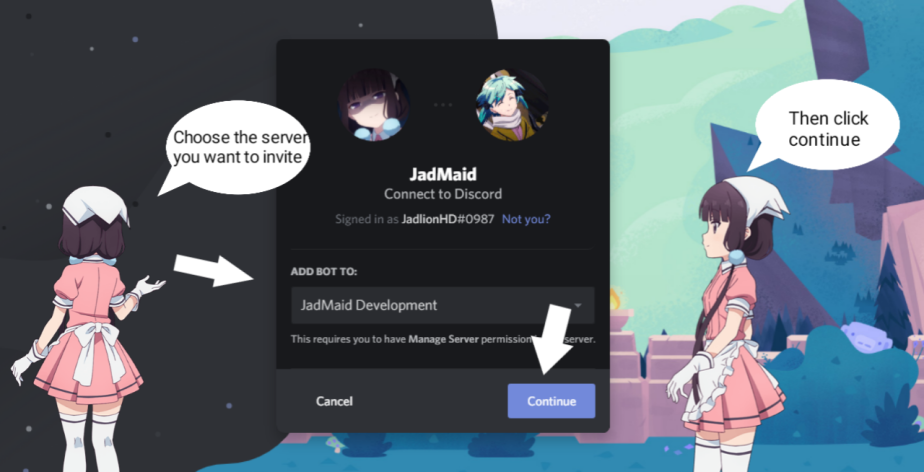 Choose the server
you want to invite
Then click
continue
JadMaid
Connect to Discord
Signed in as JadlionHD#0987 Not you?
ADD BOT TO:
JadMaid Development
This requires you to have Manage Server permission server.
Cancel
Continue